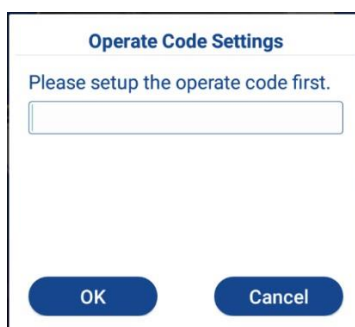 Operate Code Settings
Please setup the operate code first.
OK
Cancel